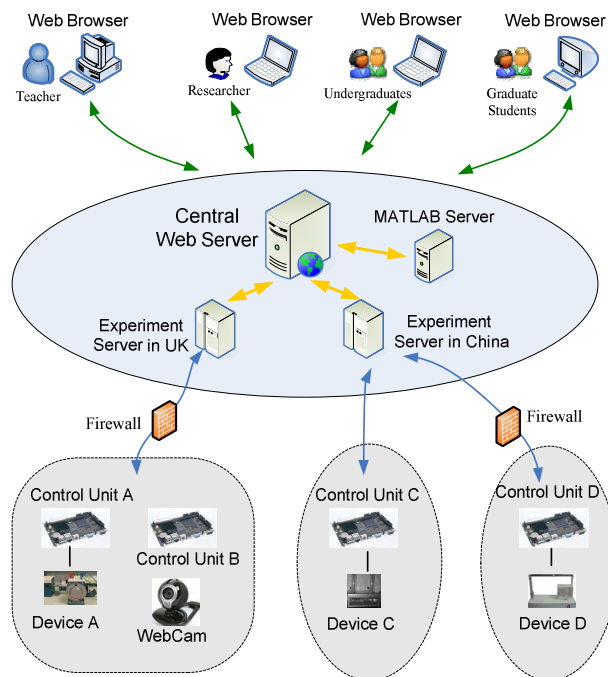 Web Browser
Web Browser
Web Browser
Web Browser
Teacher
Researcher
Undergraduates
Graduate
Students
Central
Web Server
MATLAB Server
Experiment
Server in UK
Experiment
Server in China
Firewall
Firewall
Control Unit A
Control Unit B
Device A
WebCam
Control Unit C
Device C
Control Unit D
Device D